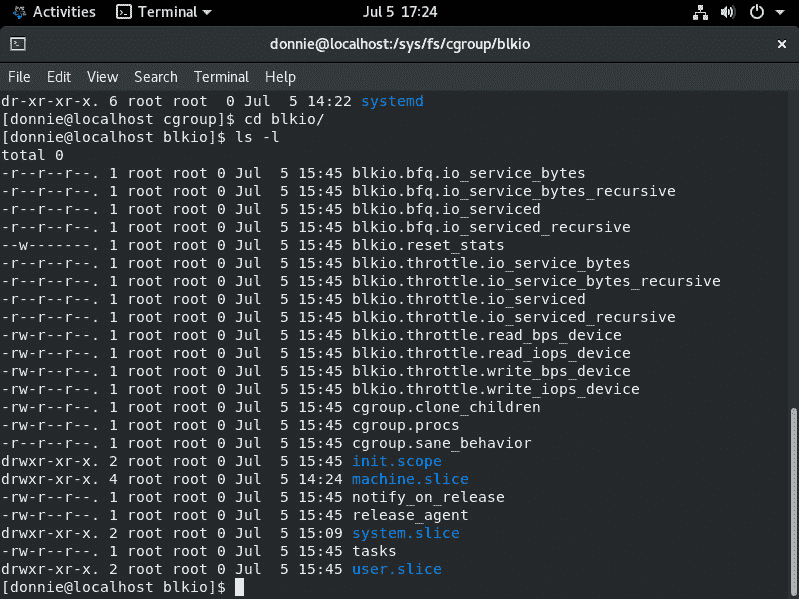 Activities Terminal Jul 5 17:24
donnie@localhost:/sys/fs/cgroup/blkio ×
File Edit View Search Terminal Help
dr-xr-xr-x. 6 root root  0 Jul  5 14:22 systemd
[donnie@localhost cgroup]$ cd blkio/
[donnie@localhost blkio]$ ls -l
total 0
-r--r--r--. 1 root root 0 Jul  5 15:45 blkio.bfq.io_service_bytes
-r--r--r--. 1 root root 0 Jul  5 15:45 blkio.bfq.io_service_bytes_recursive
-r--r--r--. 1 root root 0 Jul  5 15:45 blkio.bfq.io_serviced
-r--r--r--. 1 root root 0 Jul  5 15:45 blkio.bfq.io_serviced_recursive
--w-------. 1 root root 0 Jul  5 15:45 blkio.reset_stats
-r--r--r--. 1 root root 0 Jul  5 15:45 blkio.throttle.io_service_bytes
-r--r--r--. 1 root root 0 Jul  5 15:45 blkio.throttle.io_service_bytes_recursive
-r--r--r--. 1 root root 0 Jul  5 15:45 blkio.throttle.io_serviced
-r--r--r--. 1 root root 0 Jul  5 15:45 blkio.throttle.io_serviced_recursive
-rw-r--r--. 1 root root 0 Jul  5 15:45 blkio.throttle.read_bps_device
-rw-r--r--. 1 root root 0 Jul  5 15:45 blkio.throttle.read_iops_device
-rw-r--r--. 1 root root 0 Jul  5 15:45 blkio.throttle.write_bps_device
-rw-r--r--. 1 root root 0 Jul  5 15:45 blkio.throttle.write_iops_device
-rw-r--r--. 1 root root 0 Jul  5 15:45 cgroup.clone_children
-rw-r--r--. 1 root root 0 Jul  5 15:45 cgroup.procs
-r--r--r--. 1 root root 0 Jul  5 15:45 cgroup.sane_behavior
drwxr-xr-x. 2 root root 0 Jul  5 15:45 init.scope
drwxr-xr-x. 4 root root 0 Jul  5 14:24 machine.slice
-rw-r--r--. 1 root root 0 Jul  5 15:45 notify_on_release
-rw-r--r--. 1 root root 0 Jul  5 15:45 release_agent
drwxr-xr-x. 2 root root 0 Jul  5 15:09 system.slice
-rw-r--r--. 1 root root 0 Jul  5 15:45 tasks
drwxr-xr-x. 2 root root 0 Jul  5 15:45 user.slice
[donnie@localhost blkio]$